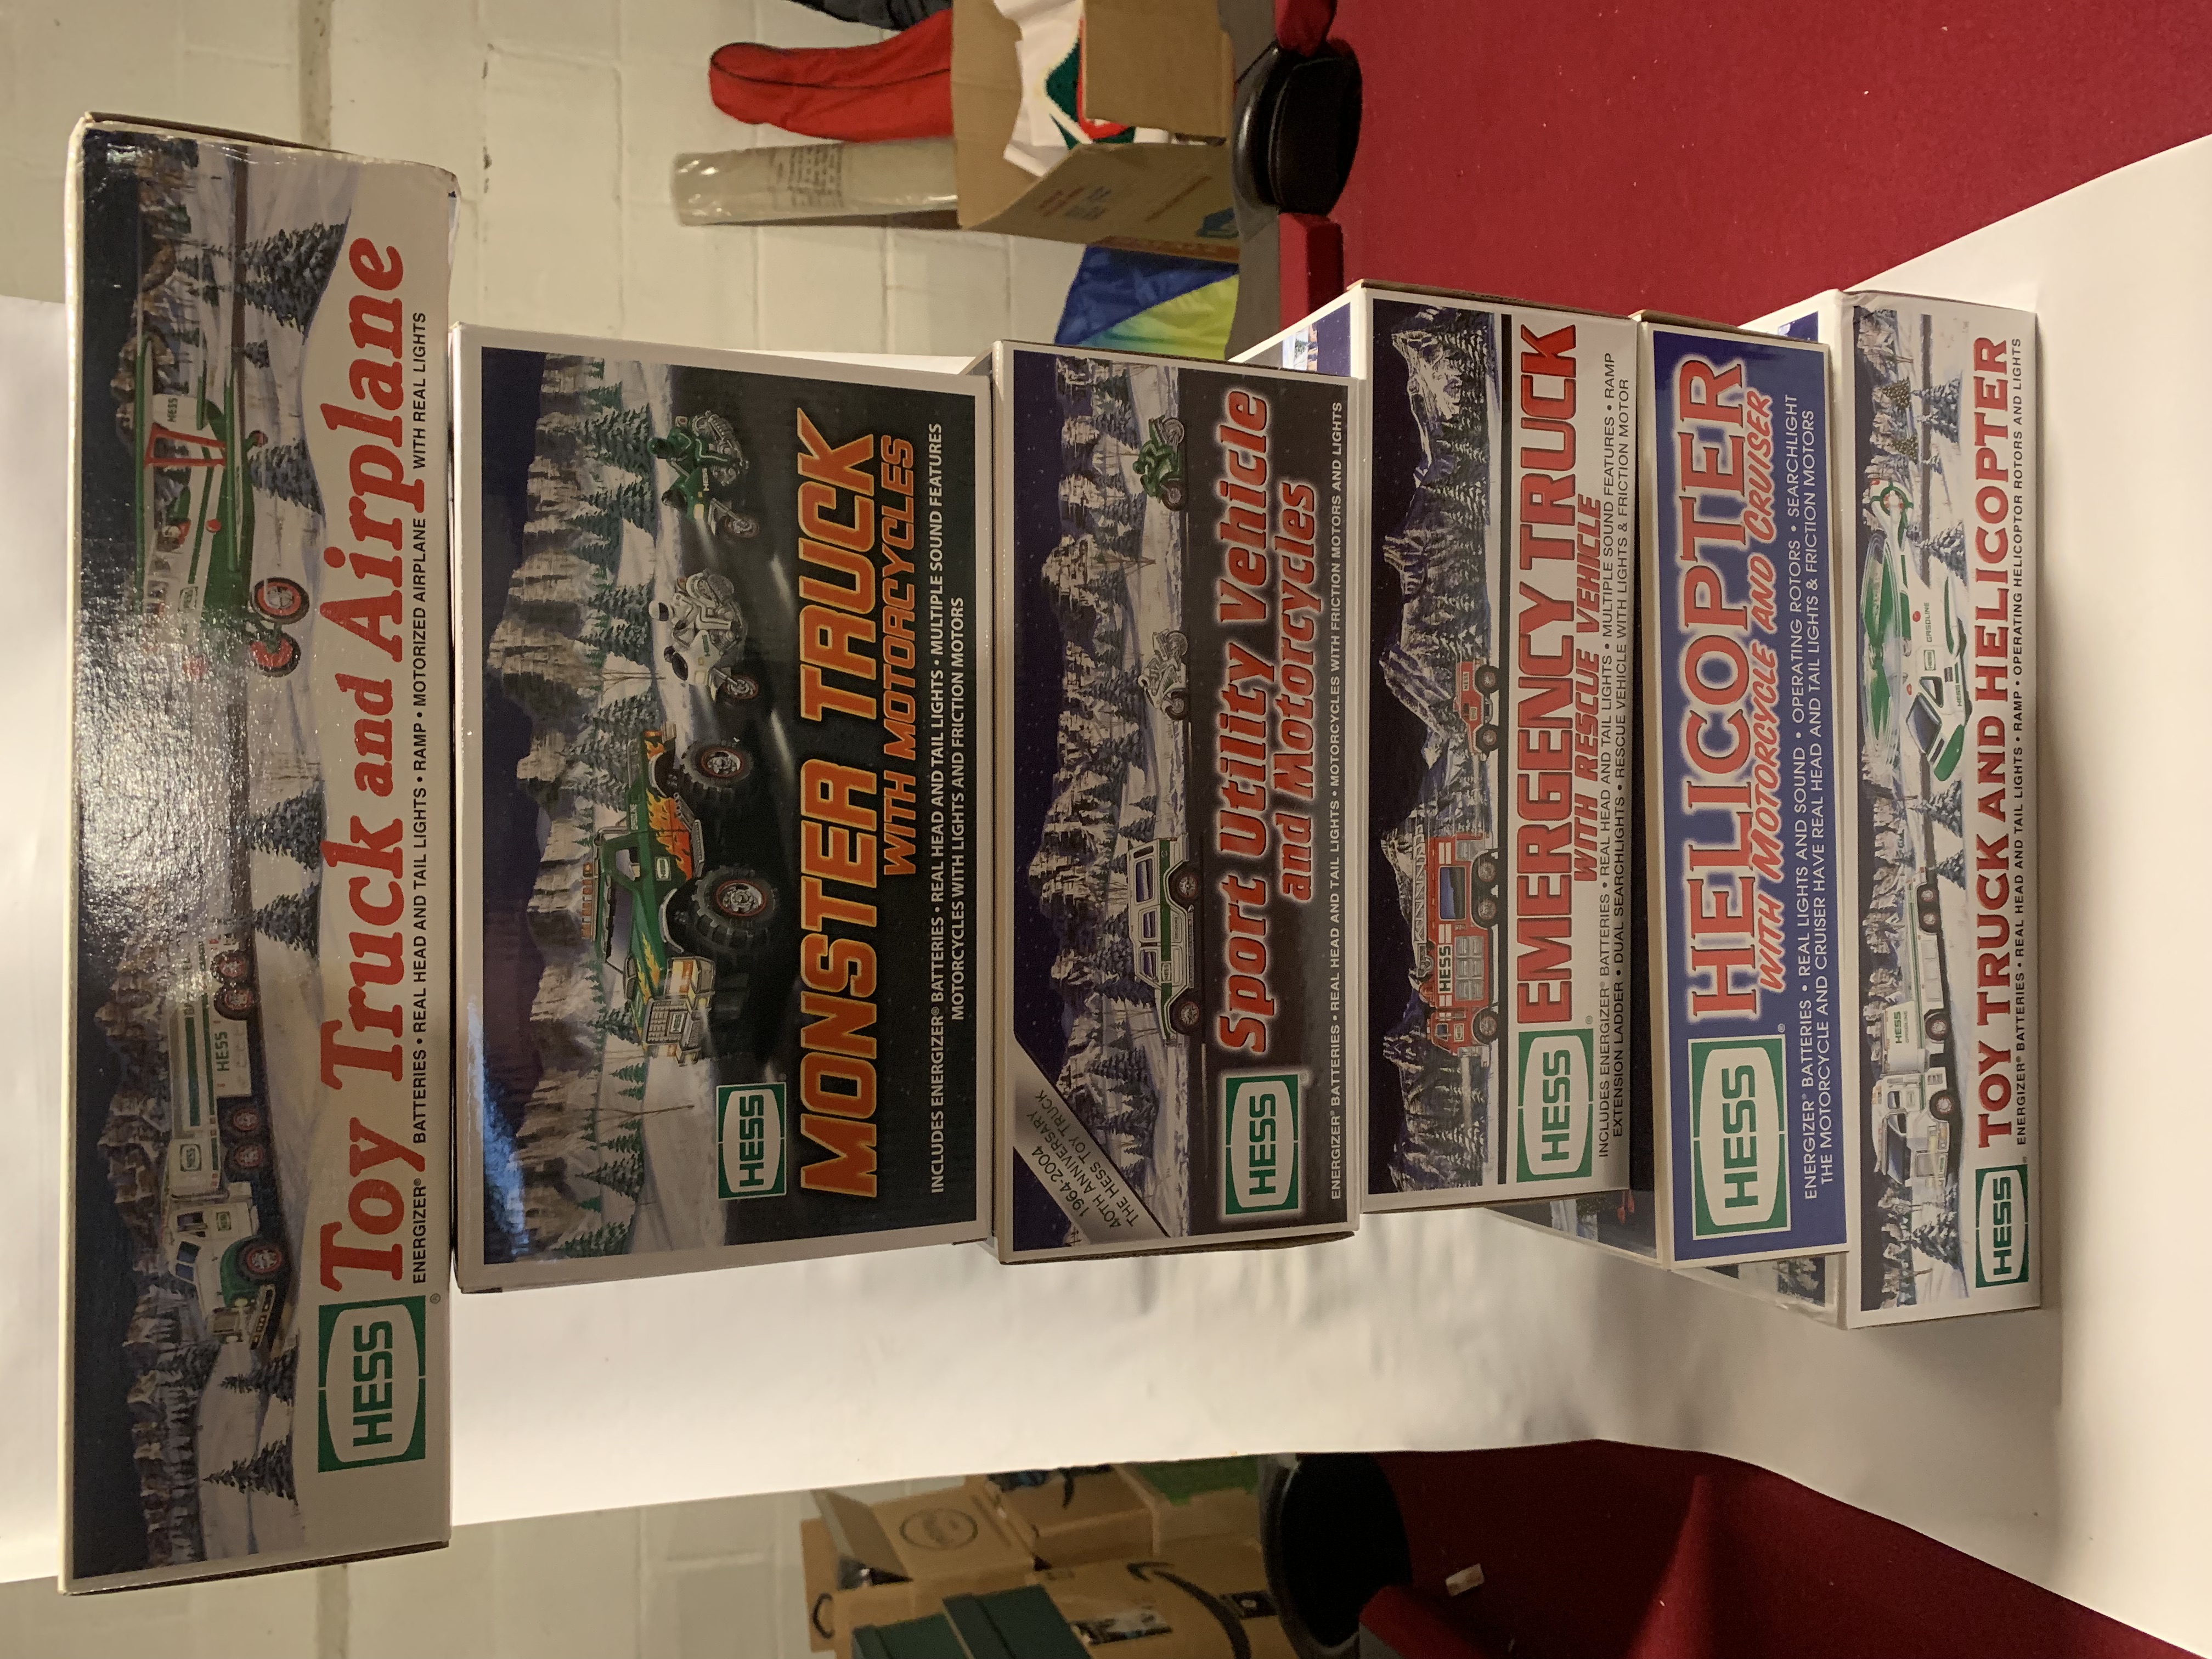 HESS
HESS
HESS
Toy Truck and Airplane
HESS
ENERGIZER® BATTERIES • REAL HEAD AND TAIL LIGHTS • RAMP • MOTORIZED AIRPLANE WITH REAL LIGHTS
MONSTER TRUCK
WITH MOTORCYCLES
HESS
INCLUDES ENERGIZER® BATTERIES • REAL HEAD AND TAIL LIGHTS • MULTIPLE SOUND FEATURES
MOTORCYCLES WITH LIGHTS AND FRICTION MOTORS
1964-2004
40TH ANNIVERSARY
THE HESS TOY TRUCK
Sport Utility Vehicle
and Motorcycles
HESS
ENERGIZER® BATTERIES • REAL HEAD AND TAIL LIGHTS • MOTORCYCLES WITH FRICTION MOTORS AND LIGHTS
HESS
EMERGENCY TRUCK
WITH RESCUE VEHICLE
HESS
INCLUDES ENERGIZER® BATTERIES • REAL HEAD AND TAIL LIGHTS • MULTIPLE SOUND FEATURES • RAMP
EXTENSION LADDER • DUAL SEARCHLIGHTS • RESCUE VEHICLE WITH LIGHTS & FRICTION MOTOR
HELICOPTER
WITH MOTORCYCLE AND CRUISER
HESS
ENERGIZER® BATTERIES • REAL LIGHTS AND SOUND • OPERATING ROTORS • SEARCHLIGHT
THE MOTORCYCLE AND CRUISER HAVE REAL HEAD AND TAIL LIGHTS & FRICTION MOTORS
HESS
GASOLINE
TOY TRUCK AND HELICOPTER
HESS
ENERGIZER® BATTERIES • REAL HEAD AND TAIL LIGHTS • RAMP • OPERATING HELICOPTOR ROTORS AND LIGHTS